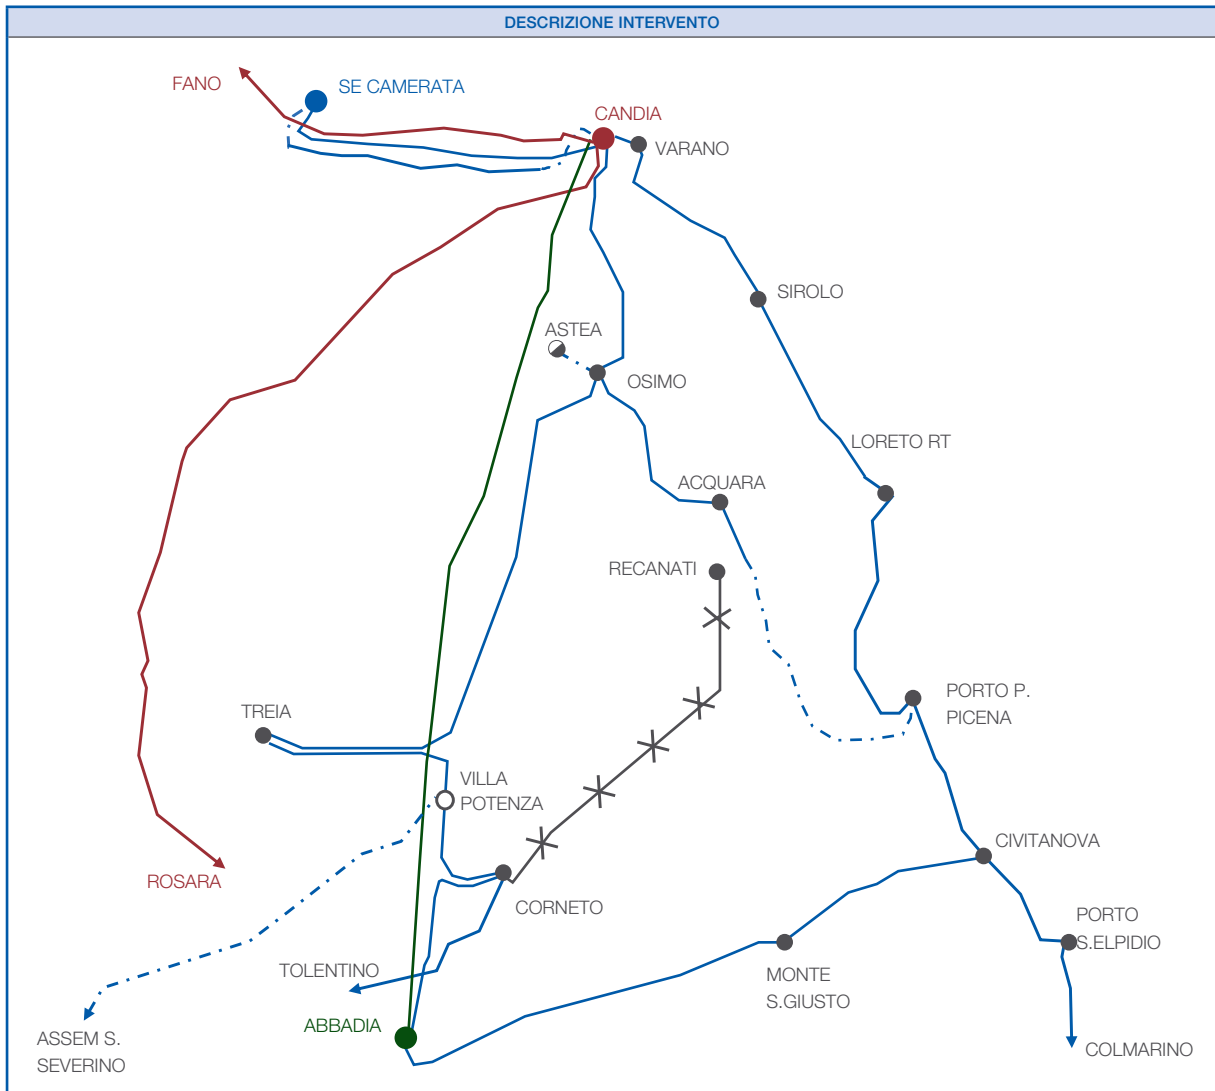 DESCRIZIONE INTERVENTO
FANO
SE CAMERATA
CANDIA
VARANO
SIROLO
ASTEA
OSIMO
LORETO RT
ACQUARA
RECANATI
TREIA
PORTO P.
PICENA
VILLA
POTENZA
CIVITANOVA
ROSARA
CORNETO
PORTO
S.ELPIDIO
TOLENTINO
MONTE
S.GIUSTO
ABBADIA
ASSEM S.
SEVERINO
COLMARINO